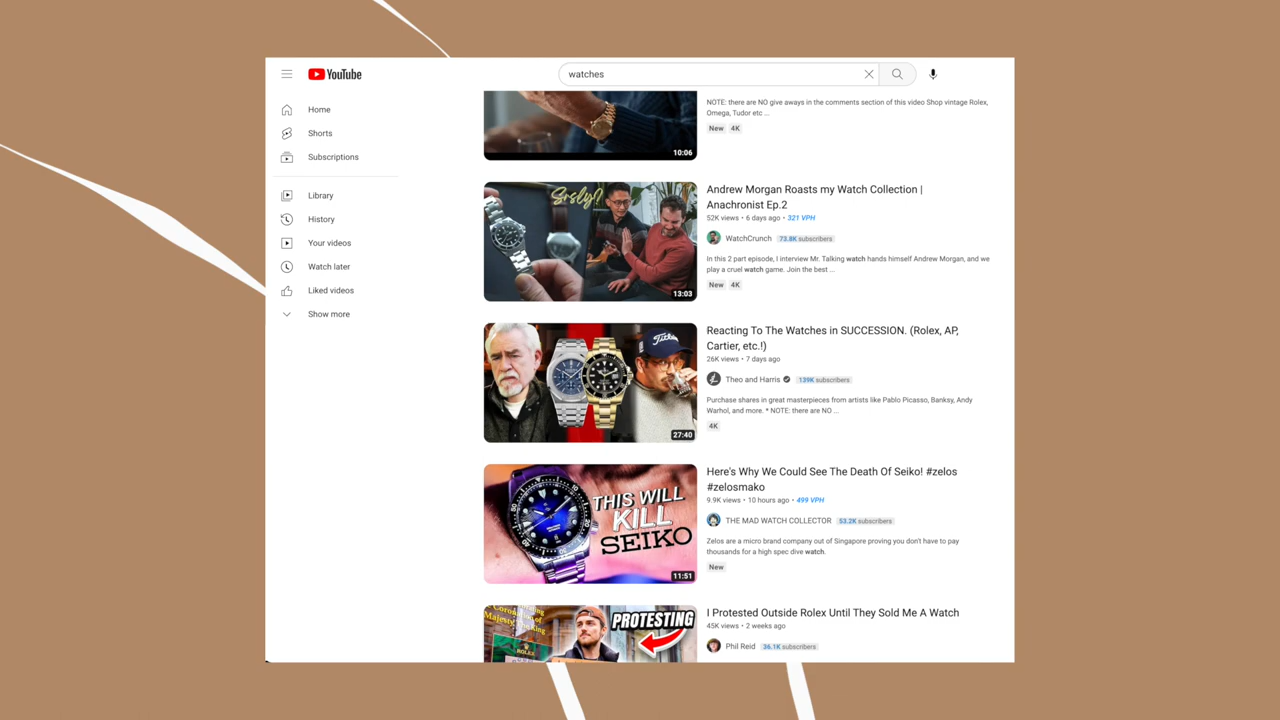 YouTube
watches
Home
Shorts
Subscriptions
Library
History
Your videos
Watch later
Liked videos
Show more
10:06
NOTE: there are NO give aways in the comments section of this video Shop vintage Rolex,
Omega, Tudor etc ...
New 4K
Srsly?
13:03
Andrew Morgan Roasts my Watch Collection |
Anachronist Ep.2
52K views • 6 days ago • 321 VPH
WatchCrunch 73.8K subscribers
In this 2 part episode, I interview Mr. Talking watch hands himself Andrew Morgan, and we
play a cruel watch game. Join the best ...
New 4K
Titleist
27:40
Reacting To The Watches in SUCCESSION. (Rolex, AP,
Cartier, etc.!)
26K views • 7 days ago
Theo and Harris 139K subscribers
Purchase shares in great masterpieces from artists like Pablo Picasso, Banksy, Andy
Warhol, and more. * NOTE: there are NO ...
4K
THIS WILL
KILL
SEIKO
11:51
Here's Why We Could See The Death Of Seiko! #zelos
#zelosmako
9.9K views • 10 hours ago • 499 VPH
THE MAD WATCH COLLECTOR 53.2K subscribers
Zelos are a micro brand company out of Singapore proving you don't have to pay
thousands for a high spec dive watch.
New
PROTESTING
ROLEX
I Protested Outside Rolex Until They Sold Me A Watch
45K views • 2 weeks ago
Phil Reid 36.1K subscribers